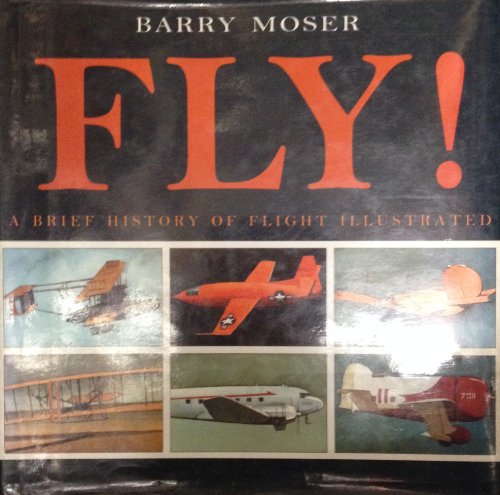 BARRY MOSER
FLY!
A BRIEF HISTORY OF FLIGHT ILLUSTRATED